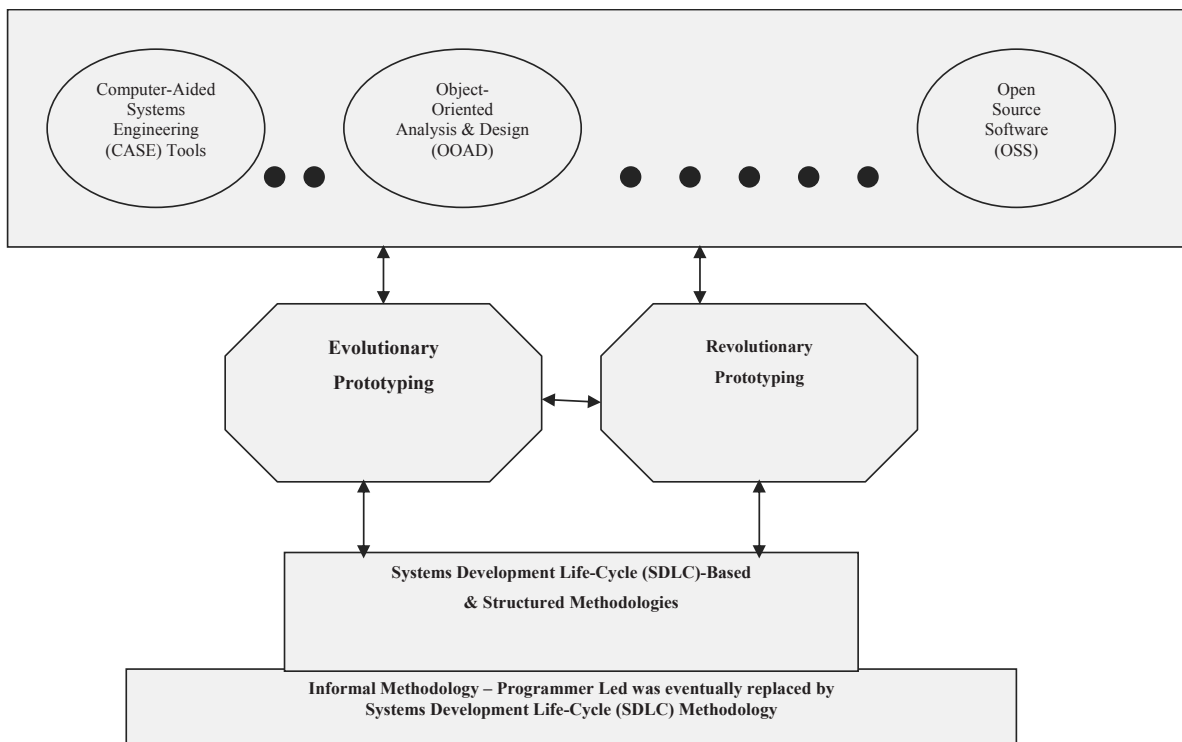 Computer-Aided
Systems
Engineering
(CASE) Tools
Object-
Oriented
Analysis & Design
(OOAD)
Open
Source
Software
(OSS)
Evolutionary
Prototyping
Revolutionary
Prototyping
Systems Development Life-Cycle (SDLC)-Based
& Structured Methodologies
Informal Methodology – Programmer Led was eventually replaced by
Systems Development Life-Cycle (SDLC) Methodology